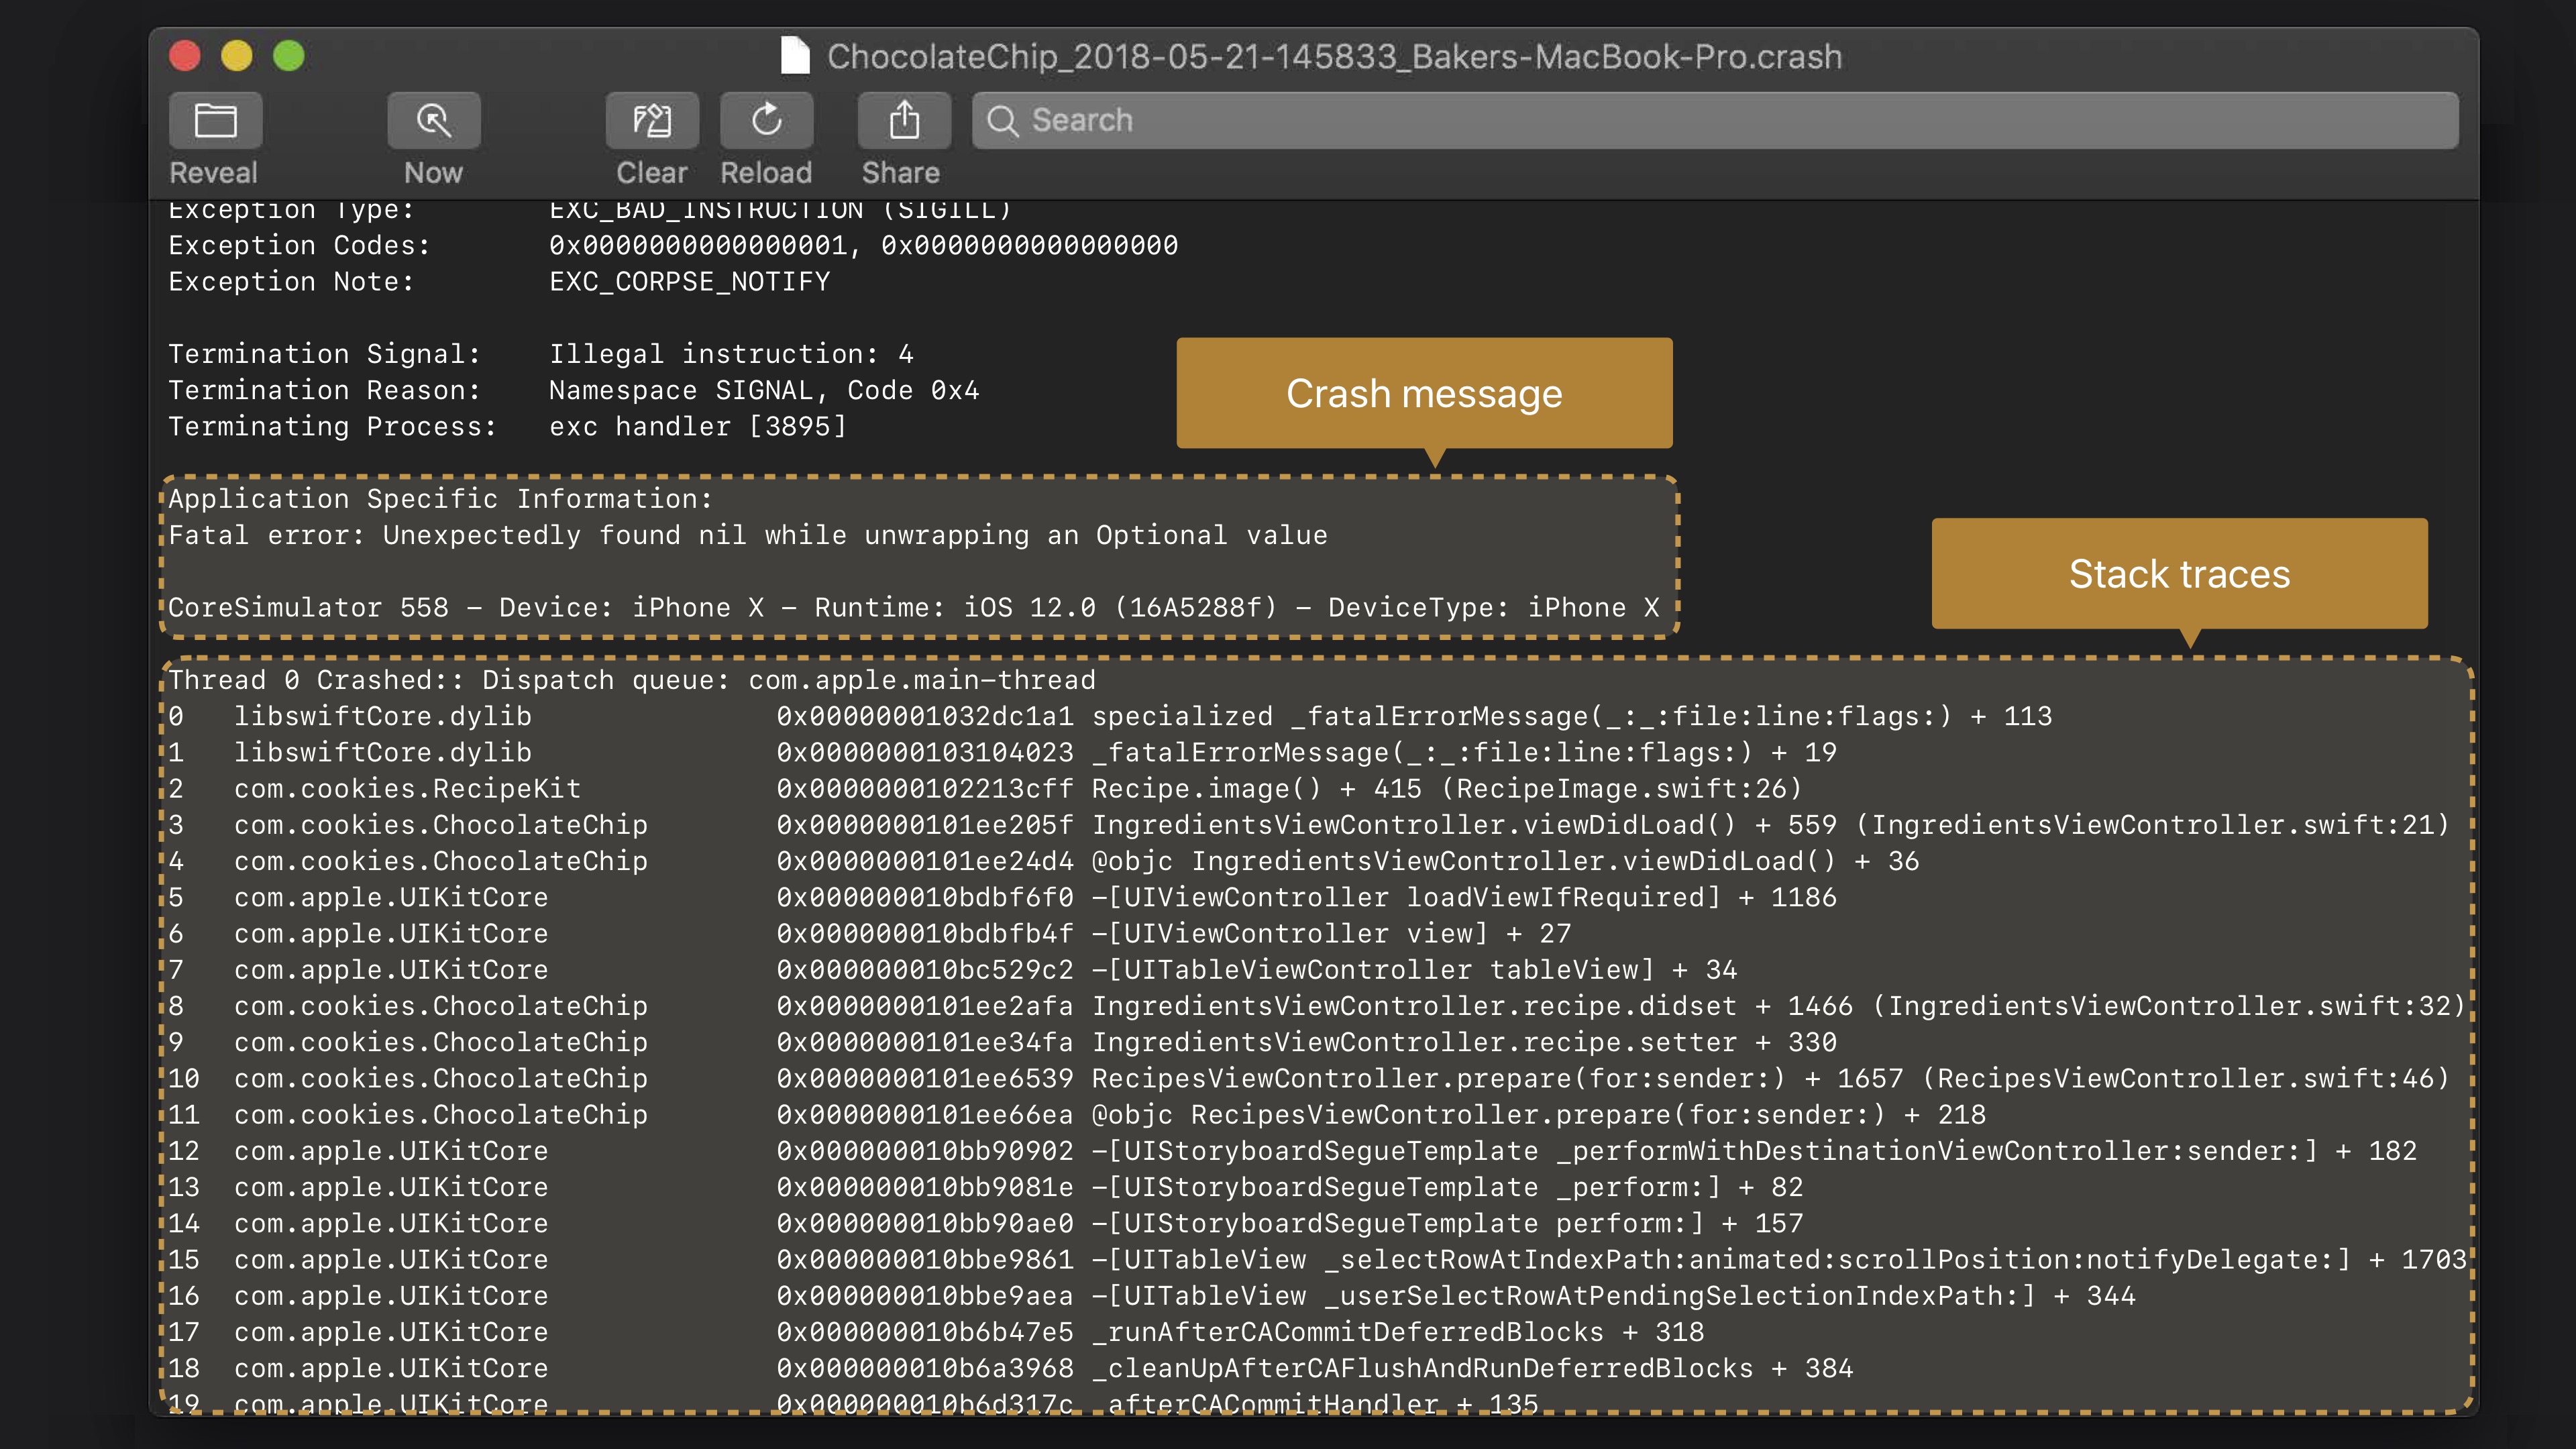 ChocolateChip_2018-05-21-145833_Bakers-MacBook-Pro.crash
Search
Reveal Now Clear Reload Share
Exception Type: EXC_BAD_INSTRUCTION (SIGILL)
Exception Codes: 0x0000000000000001, 0x0000000000000000
Exception Note: EXC_CORPSE_NOTIFY
Termination Signal: Illegal instruction: 4
Termination Reason: Namespace SIGNAL, Code 0x4
Terminating Process: exc handler [3895]
Crash message
Application Specific Information:
Fatal error: Unexpectedly found nil while unwrapping an Optional value
CoreSimulator 558 – Device: iPhone X – Runtime: iOS 12.0 (16A5288f) – DeviceType: iPhone X
Stack traces
Thread 0 Crashed:: Dispatch queue: com.apple.main-thread
0 libswiftCore.dylib 0x00000001032dc1a1 specialized _fatalErrorMessage(_:_:file:line:flags:) + 113
1 libswiftCore.dylib 0x0000000103104023 _fatalErrorMessage(_:_:file:line:flags:) + 19
2 com.cookies.RecipeKit 0x0000000102213cff Recipe.image() + 415 (RecipeImage.swift:26)
3 com.cookies.ChocolateChip 0x0000000101ee205f IngredientsViewController.viewDidLoad() + 559 (IngredientsViewController.swift:21)
4 com.cookies.ChocolateChip 0x0000000101ee24d4 @objc IngredientsViewController.viewDidLoad() + 36
5 com.apple.UIKitCore 0x000000010bdbf6f0 -[UIViewController loadViewIfRequired] + 1186
6 com.apple.UIKitCore 0x000000010bdbfb4f -[UIViewController view] + 27
7 com.apple.UIKitCore 0x000000010bc529c2 -[UITableViewController tableView] + 34
8 com.cookies.ChocolateChip 0x0000000101ee2afa IngredientsViewController.recipe.didset + 1466 (IngredientsViewController.swift:32)
9 com.cookies.ChocolateChip 0x0000000101ee34fa IngredientsViewController.recipe.setter + 330
10 com.cookies.ChocolateChip 0x0000000101ee6539 RecipesViewController.prepare(for:sender:) + 1657 (RecipesViewController.swift:46)
11 com.cookies.ChocolateChip 0x0000000101ee66ea @objc RecipesViewController.prepare(for:sender:) + 218
12 com.apple.UIKitCore 0x000000010bb90902 -[UIStoryboardSegueTemplate _performWithDestinationViewController:sender:] + 182
13 com.apple.UIKitCore 0x000000010bb9081e -[UIStoryboardSegueTemplate _perform:] + 82
14 com.apple.UIKitCore 0x000000010bb90ae0 -[UIStoryboardSegueTemplate perform:] + 157
15 com.apple.UIKitCore 0x000000010bbe9861 -[UITableView _selectRowAtIndexPath:animated:scrollPosition:notifyDelegate:] + 1703
16 com.apple.UIKitCore 0x000000010bbe9aea -[UITableView _userSelectRowAtPendingSelectionIndexPath:] + 344
17 com.apple.UIKitCore 0x000000010b6b47e5 _runAfterCACommitDeferredBlocks + 318
18 com.apple.UIKitCore 0x000000010b6a3968 _cleanUpAfterCAFlushAndRunDeferredBlocks + 384
19 com.apple.UIKitCore 0x000000010b6d317c _afterCACommitHandler + 135